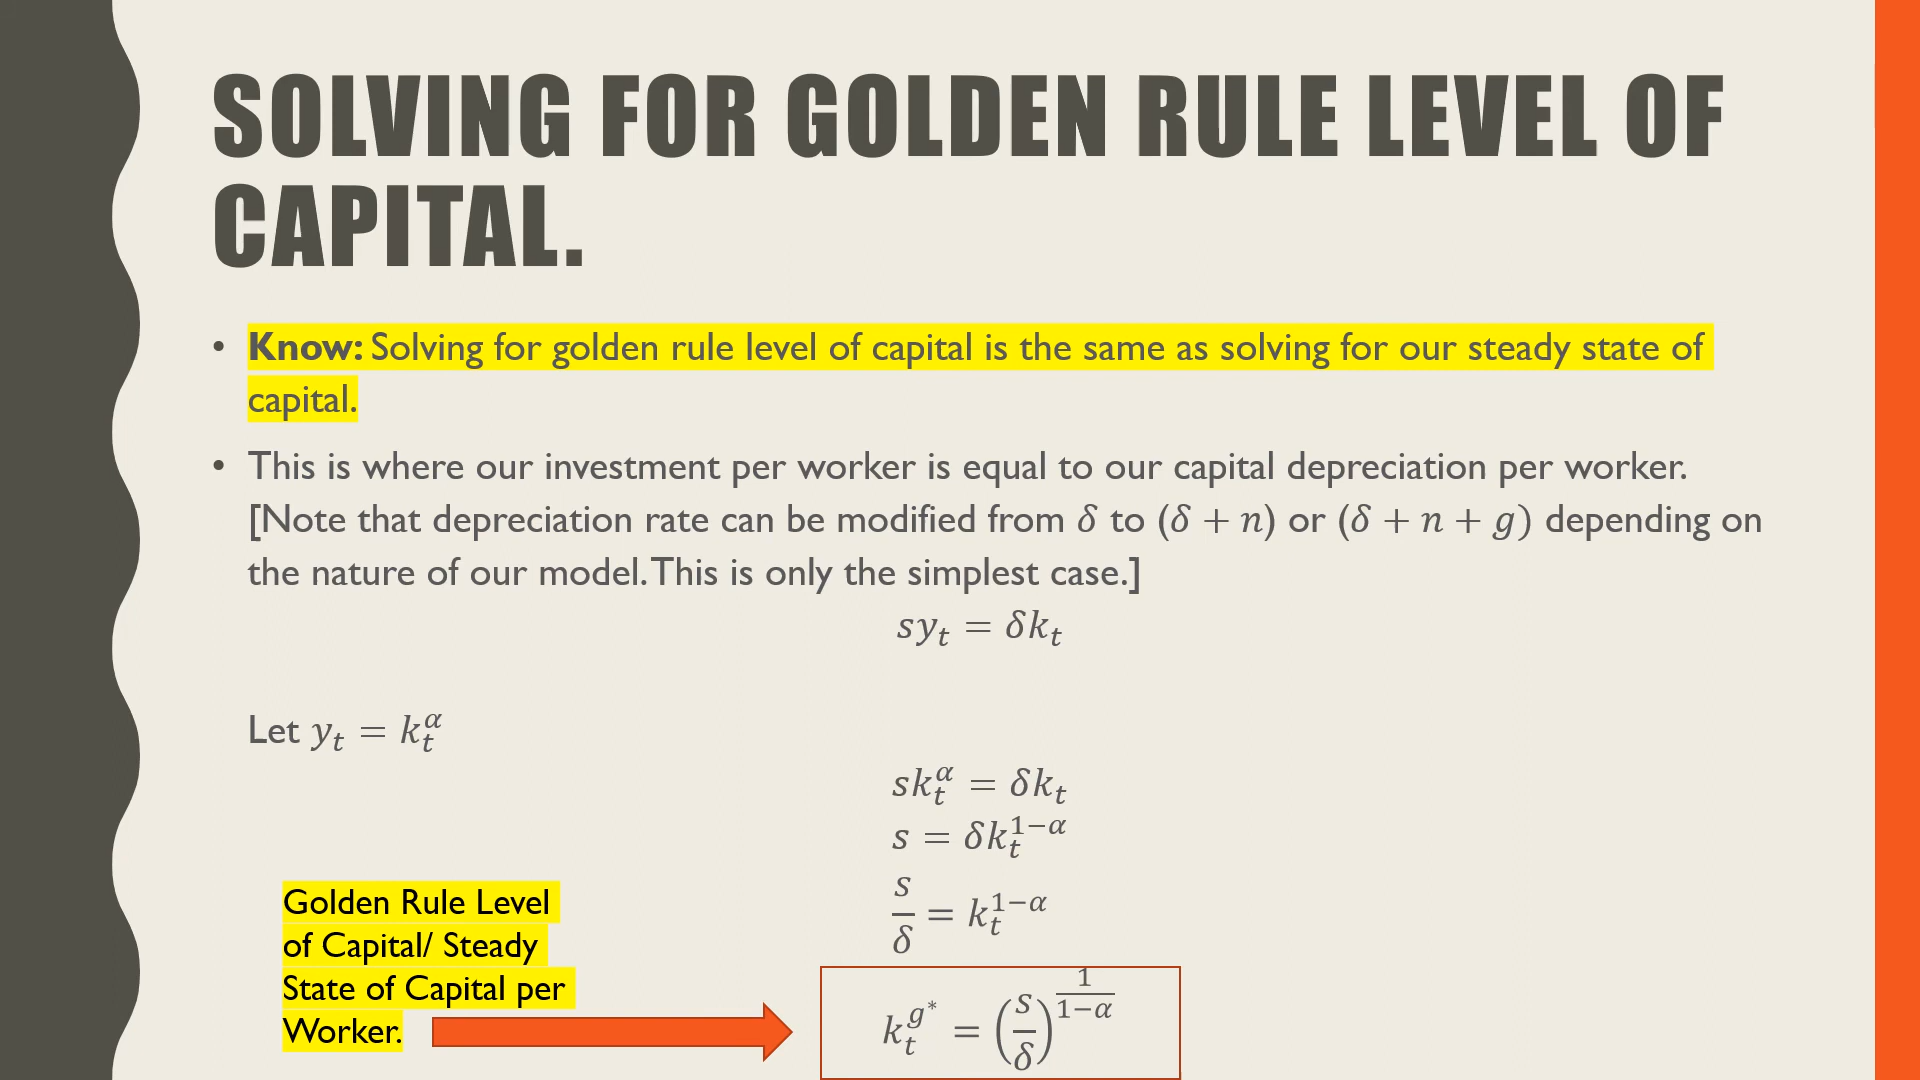 SOLVING FOR GOLDEN RULE LEVEL OF
CAPITAL.
• Know: Solving for golden rule level of capital is the same as solving for our steady state of
capital.
• This is where our investment per worker is equal to our capital depreciation per worker.
[Note that depreciation rate can be modified from δ to (δ + n) or (δ + n + g) depending on
the nature of our model. This is only the simplest case.]
sy_t = δk_t
Let y_t = k_t^α
sk_t^α = δk_t
s = δk_t^{1−α}
\frac{s}{δ} = k_t^{1−α}
Golden Rule Level
of Capital/ Steady
State of Capital per
Worker.
k_t^{g^*} = (\frac{s}{δ})^{\frac{1}{1−α}}